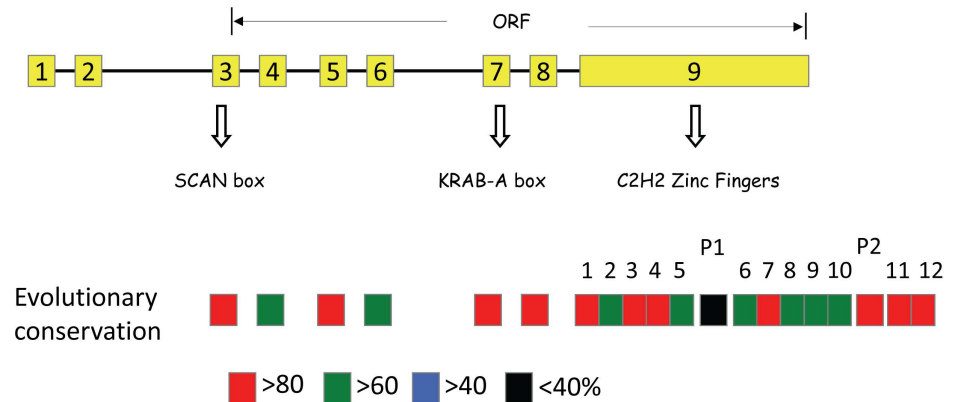 ORF
1 2 3 4 5 6 7 8 9
SCAN box KRAB-A box C2H2 Zinc Fingers
P1 P2
1 2 3 4 5 6 7 8 9 10 11 12
Evolutionary
conservation
>80 >60 >40 <40%